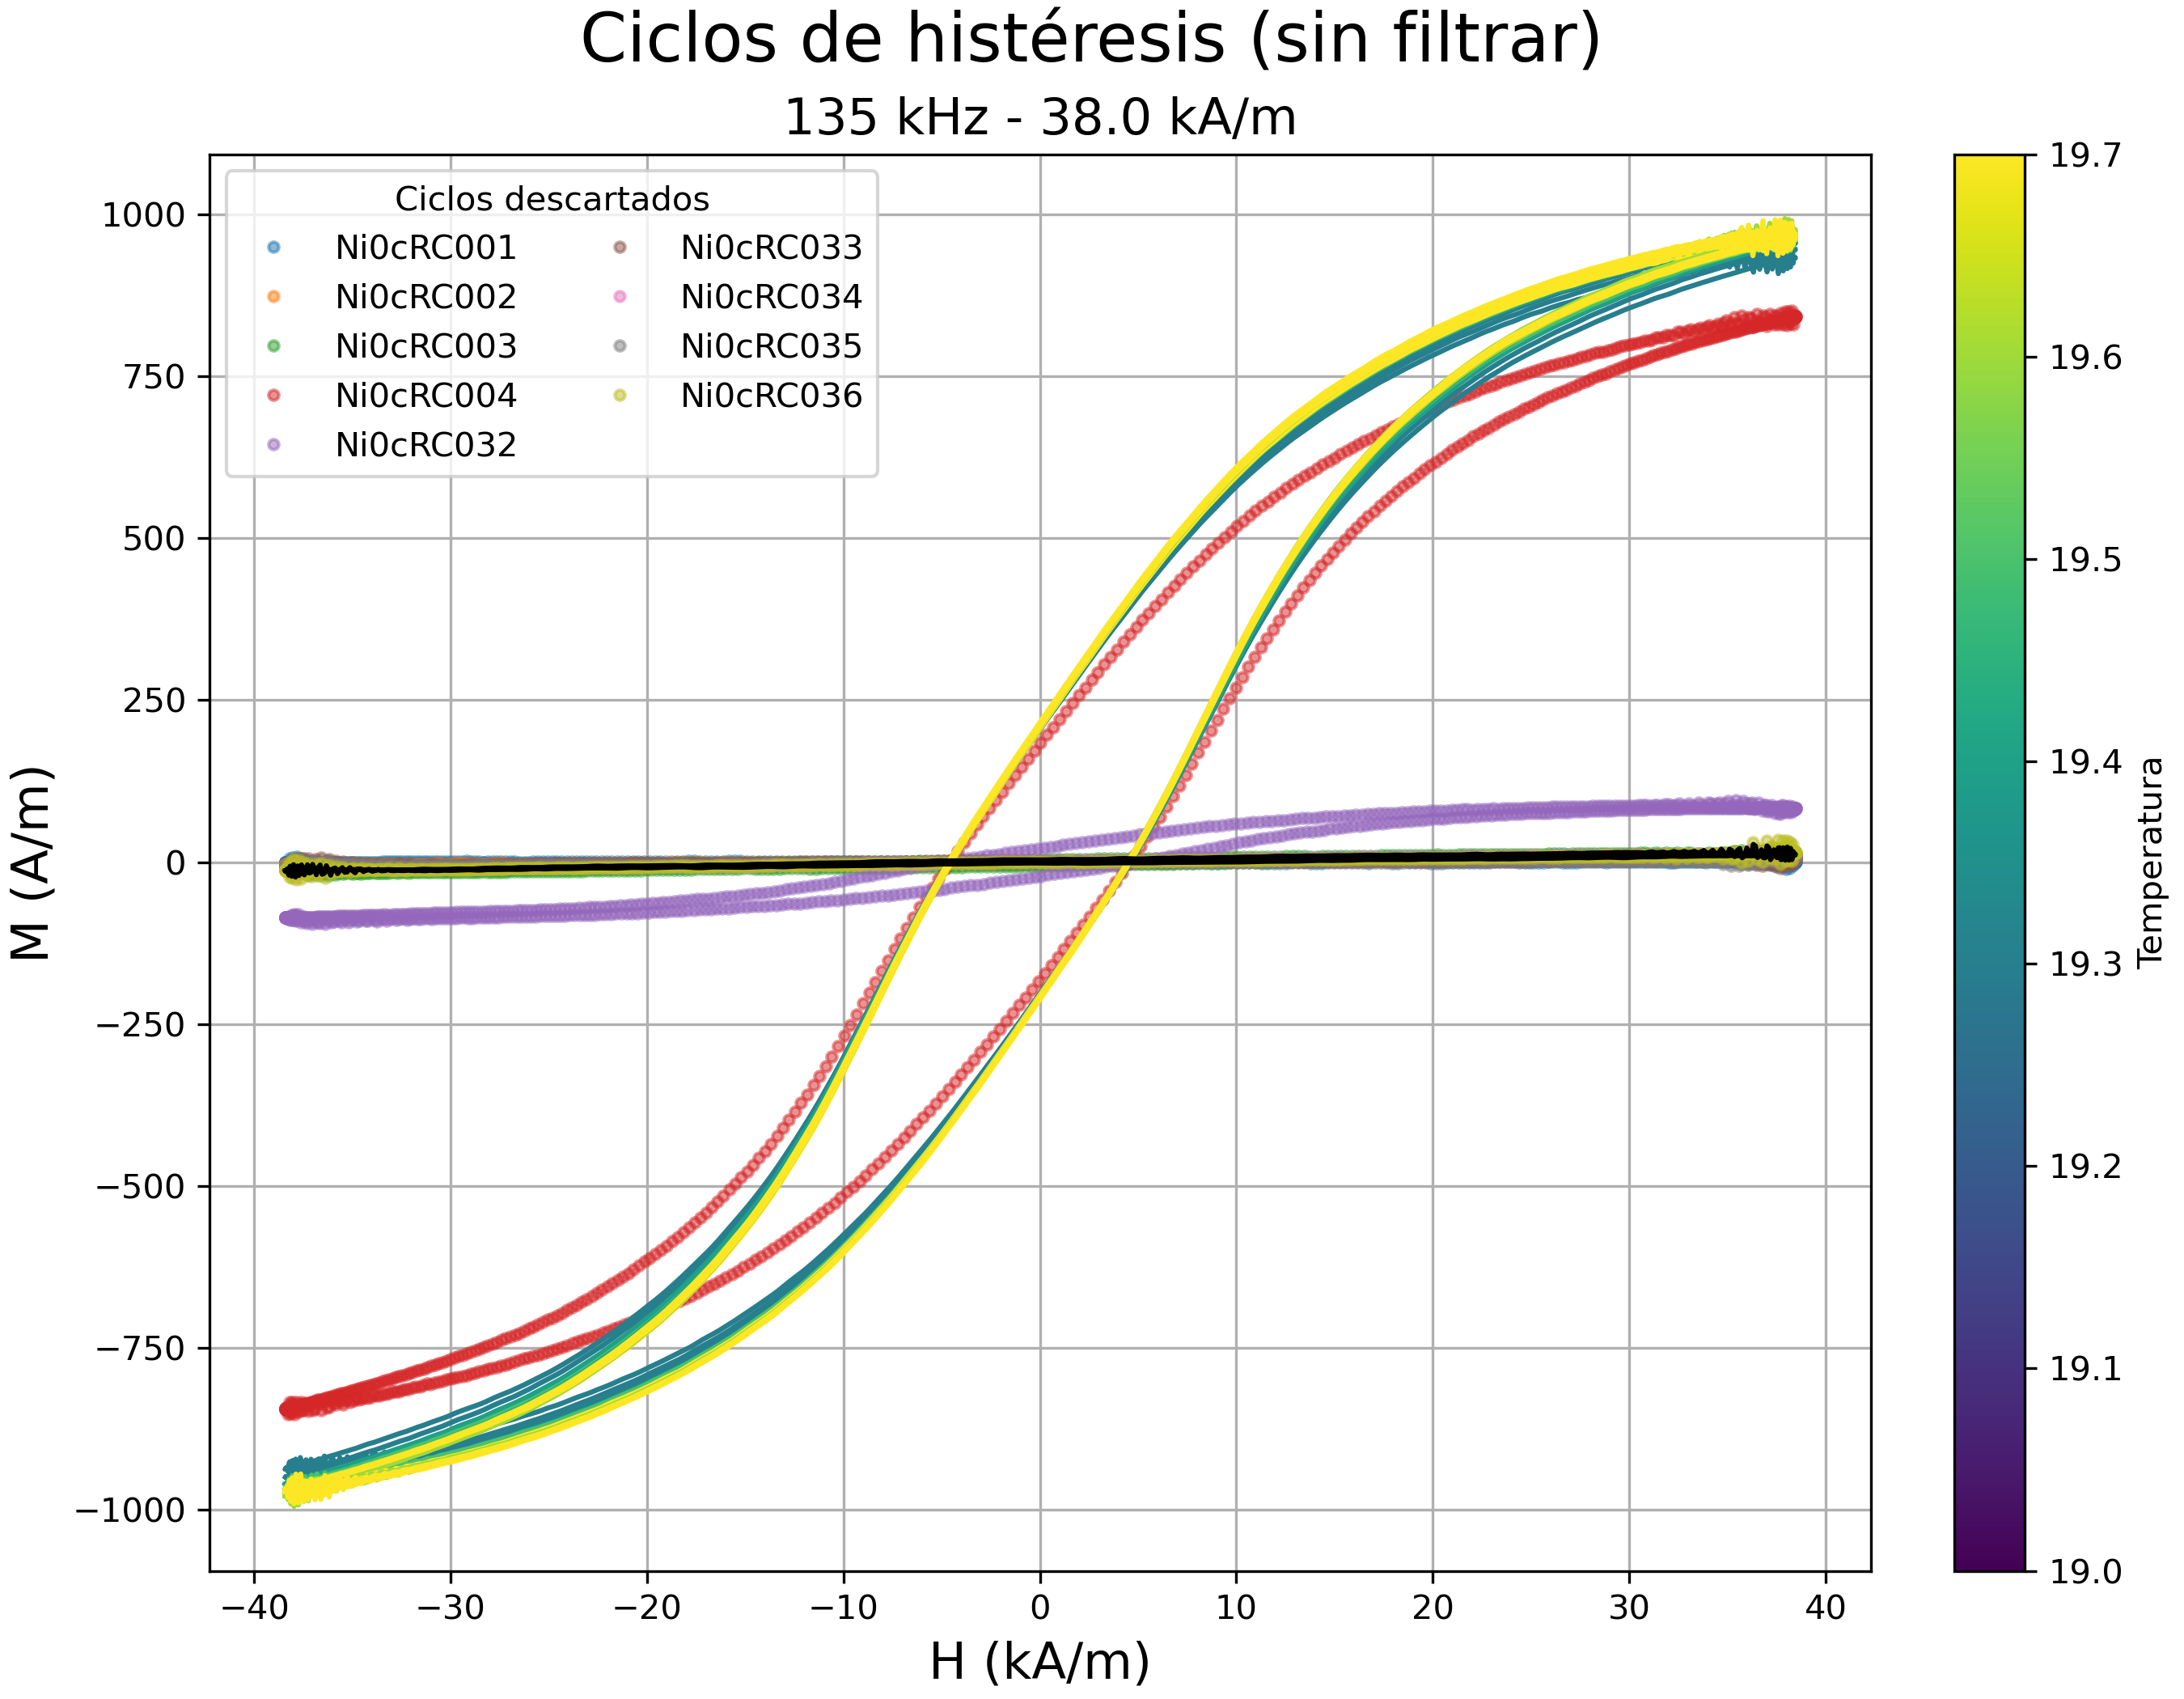 Ciclos de histéresis (sin filtrar)
135 kHz - 38.0 kA/m
Ciclos descartados
Ni0cRC001
Ni0cRC002
Ni0cRC003
Ni0cRC004
Ni0cRC032
Ni0cRC033
Ni0cRC034
Ni0cRC035
Ni0cRC036
M (A/m)
1000
750
500
250
0
−250
−500
−750
−1000
−40 −30 −20 −10 0 10 20 30 40
H (kA/m)
19.7
19.6
19.5
19.4
19.3
19.2
19.1
19.0
Temperatura